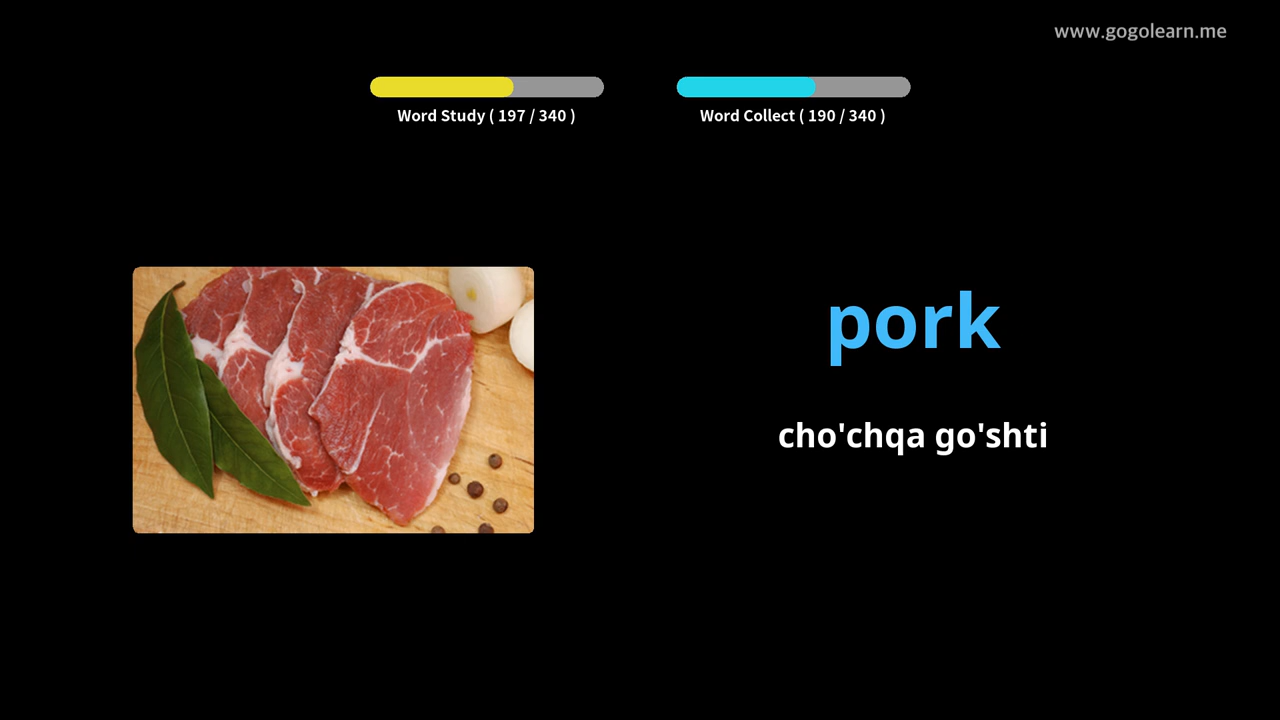 www.gogolearn.me
Word Study ( 197 / 340 )
Word Collect ( 190 / 340 )
pork
cho'chqa go'shti